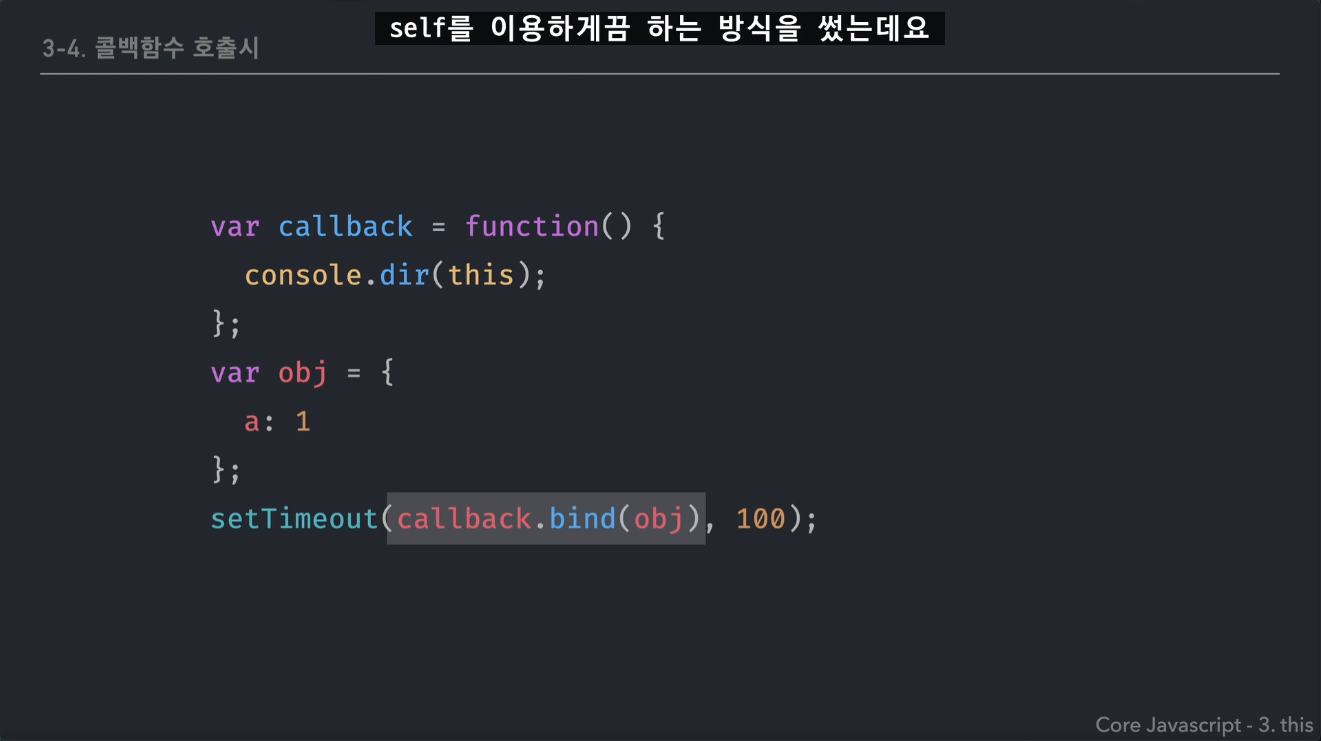 self를 이용하게끔 하는 방식을 썼는데요
3-4. 콜백함수 호출시
var callback = function() {
  console.dir(this);
};
var obj = {
  a: 1
};
setTimeout(callback.bind(obj), 100);
Core Javascript - 3. this